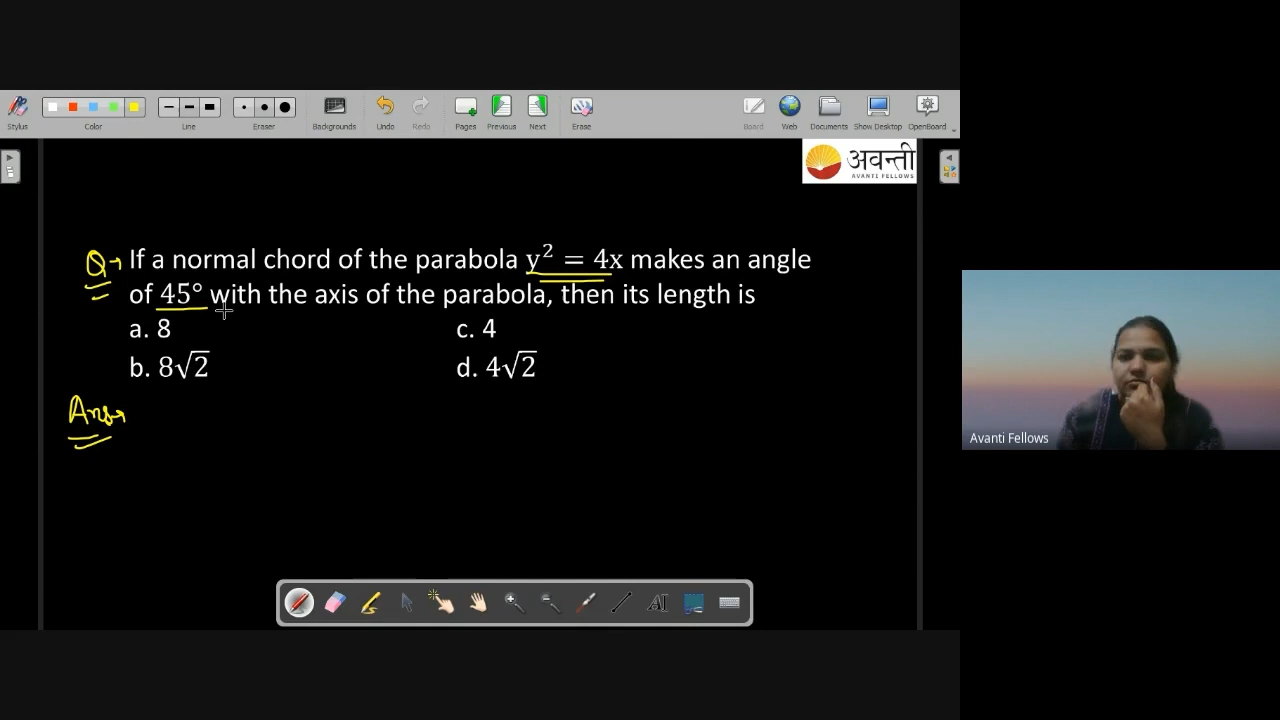 Color
Line
Eraser
Backgrounds
Undo
Redo
Pages
Previous
Next
Erase
Board
Web
Documents
Show Desktop
OpenBoard
Stylus
अवन्ती
AVANTI FELLOWS
Q→ If a normal chord of the parabola y² = 4x makes an angle
of 45° with the axis of the parabola, then its length is
a. 8 c. 4
b. 8√2 d. 4√2
Ans→
Avanti Fellows
AI